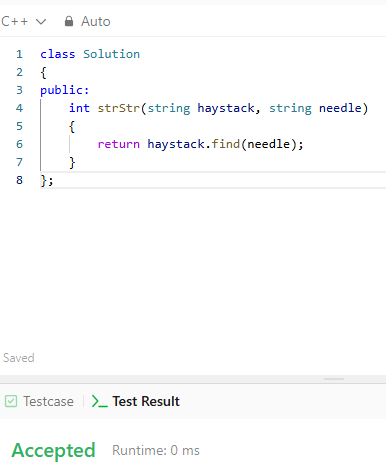 C++ Auto
1 class Solution
2 {
3 public:
4 int strStr(string haystack, string needle)
5 {
6 return haystack.find(needle);
7 }
8 };
Saved
Testcase >_ Test Result
Accepted Runtime: 0 ms